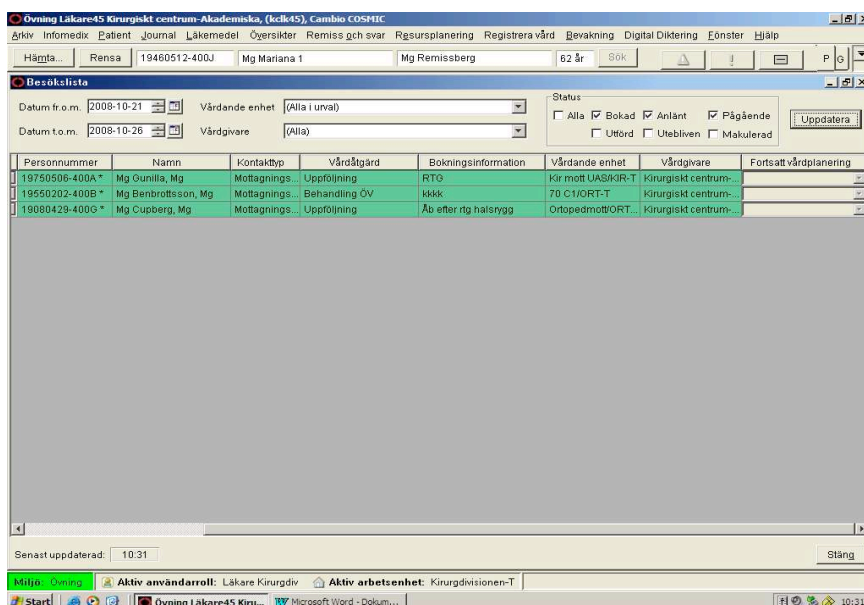 Övning Läkare45 Kirurgiskt centrum-Akademiska, (kclk45), Cambio COSMIC
Arkiv Infomedix Patient Journal Läkemedel Översikter Remiss och svar Resursplanering Registrera vård Bevakning Digital Diktering Fönster Hjälp
Hämta... Rensa 19460512-400J Mg Mariana 1 Mg Remissberg 62 år Sök ! P G
Besökslista
Status
Datum fr.o.m. 2008-10-21 Vårdande enhet (Alla i urval) Alla Bokad Anlänt Pågående Uppdatera
Datum t.o.m. 2008-10-26 Vårdgivare (Alla) Utförd Utebliven Makulerad
Personnummer Namn Kontakttyp Vårdåtgärd Bokningsinformation Vårdande enhet Vårdgivare Fortsatt vårdplanering
19750506-400A* Mg Gunilla, Mg Mottagnings... Uppföljning RTG Kir mott UAS/KIR-T Kirurgiskt centrum-...
19550202-400B* Mg Benbrottsson, Mg Mottagnings... Behandling ÖV kkkk 70 C1/ORT-T Kirurgiskt centrum-...
19080429-400G* Mg Cupberg, Mg Mottagnings... Uppföljning Åb efter rtg halsrygg Ortopedmott/ORT... Kirurgiskt centrum-...
Senast uppdaterad: 10:31 Stäng
Miljö: Övning Aktiv användarroll: Läkare Kirurgdiv Aktiv arbetsenhet: Kirurgdivisionen-T
Start Övning Läkare45 Kiru... Microsoft Word - Dokum... 10:31